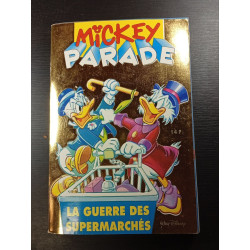 MICKEY
PARADE
LA GUERRE DES
SUPERMARCHÉS